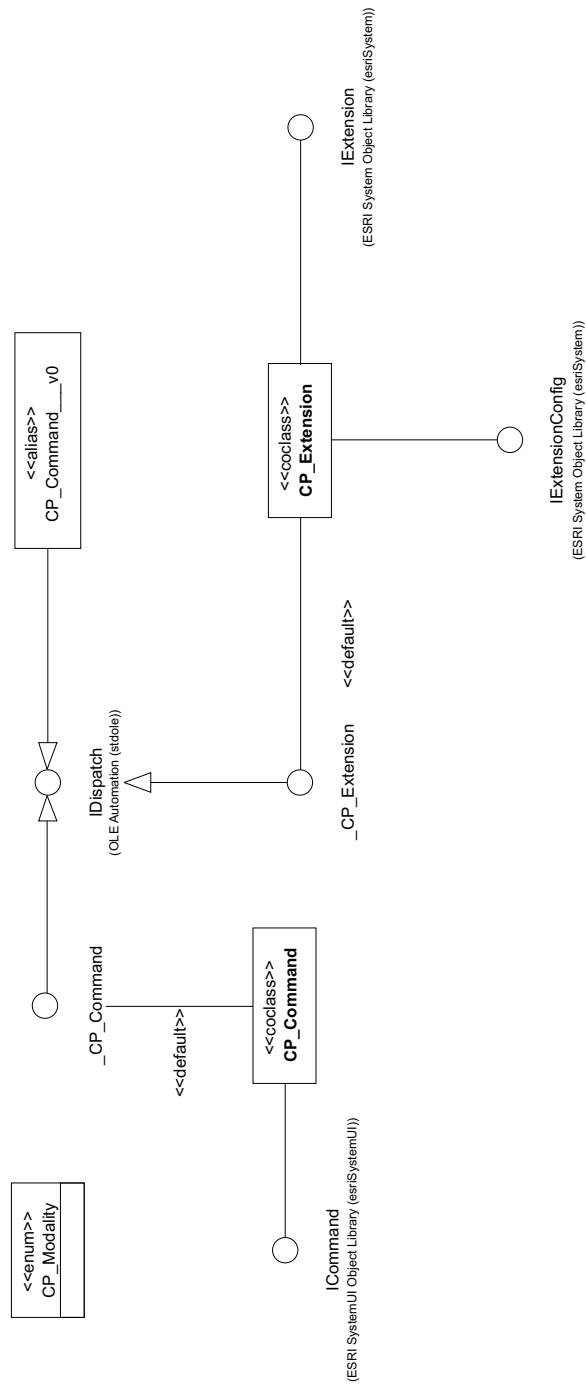 <<enum>>
CP_Modality
_CP_Command
IDispatch
(OLE Automation (stdole))
<<alias>>
CP_Command___v0
<<default>>
<<coclass>>
CP_Command
ICommand
(ESRI SystemUI Object Library (esriSystemUI))
_CP_Extension
<<default>>
<<coclass>>
CP_Extension
IExtension
(ESRI System Object Library (esriSystem))
IExtensionConfig
(ESRI System Object Library (esriSystem))